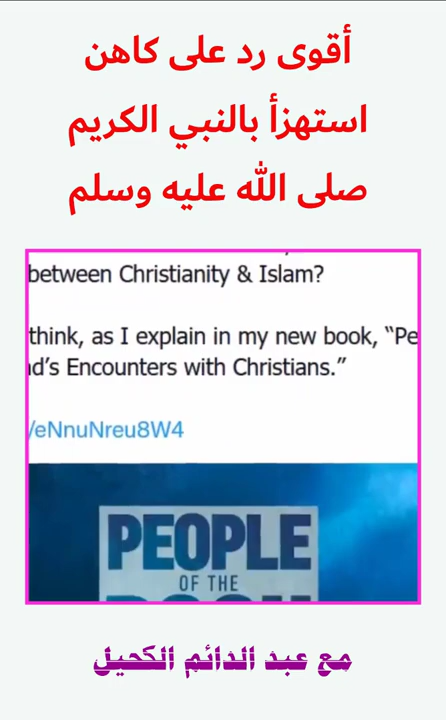 أقوى رد على كاهن
استهزأ بالنبي الكريم
صلى الله عليه وسلم
between Christianity & Islam?
think, as I explain in my new book, “Pe
d’s Encounters with Christians.”
/eNnuNreu8W4
PEOPLE
OF THE
مع عبد الدائم الكحيل